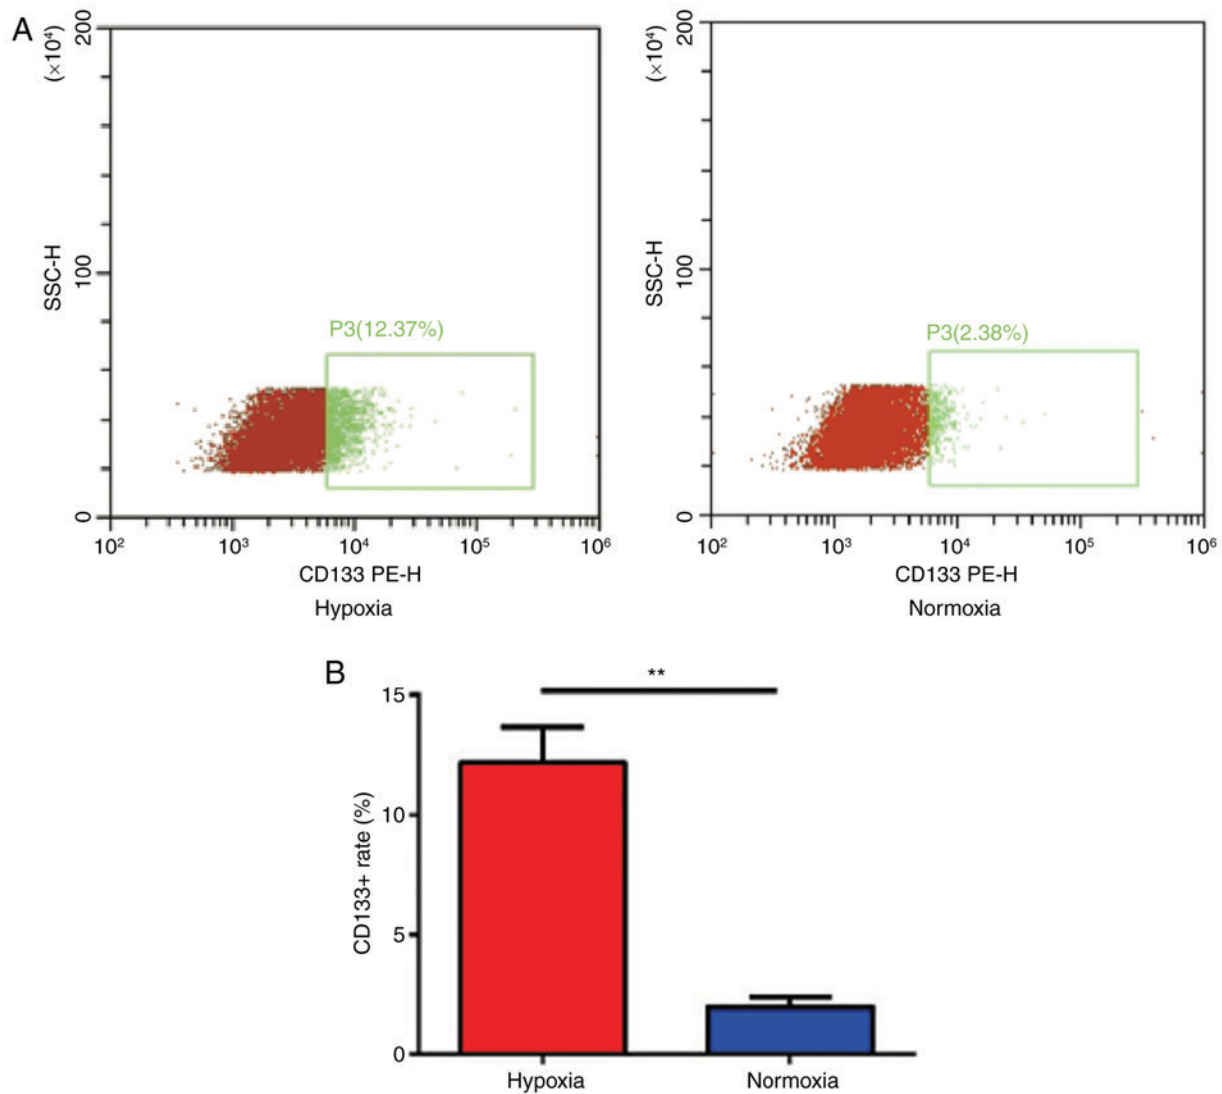 A
200
(×10⁴)
SSC-H
100
0
P3(12.37%)
10² 10³ 10⁴ 10⁵ 10⁶
CD133 PE-H
Hypoxia
200
(×10⁴)
SSC-H
100
0
P3(2.38%)
10² 10³ 10⁴ 10⁵ 10⁶
CD133 PE-H
Normoxia
B
**
15
10
5
0
CD133+ rate (%)
Hypoxia Normoxia